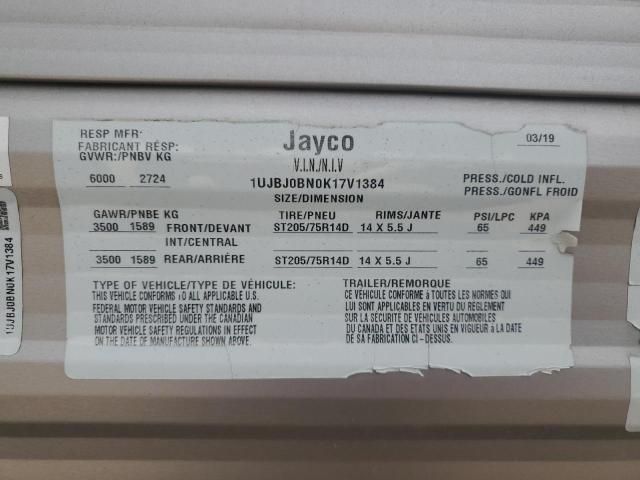 RESP MFR:
Jayco
03/19
FABRICANT RÉSP:
GVWR:/PNBV KG
V.I.N./N.I.V
6000 2724
1UJBJ0BN0K17V1384
PRESS./COLD INFL.
SIZE/DIMENSION
PRESS./GONFL FROID
GAWR/PNBE KG TIRE/PNEU RIMS/JANTE PSI/LPC KPA
3500 1589 FRONT/DEVANT ST205/75R14D 14 X 5.5 J 65 449
INT/CENTRAL
3500 1589 REAR/ARRIÉRE ST205/75R14D 14 X 5.5 J 65 449
TYPE OF VEHICLE/TYPE DE VÉHICULE:
TRAILER/REMORQUE
THIS VEHICLE CONFORMS TO ALL APPLICABLE U.S.
FEDERAL MOTOR VEHICLE SAFETY STANDARDS AND
STANDARDS PRESCRIBED UNDER THE CANADIAN
MOTOR VEHICLE SAFETY REGULATIONS IN EFFECT
ON THE DATE OF MANUFACTURE SHOWN ABOVE.
CE VÉHICULE CONFORME À TOUTES LES NORMES QUI
LUI SONT APPLICABLES EN VERTU DU RÈGLEMENT
SUR LA SÉCURITÉ DES VÉHICULES AUTOMOBILES
DU CANADA ET DES ÉTATS UNIS EN VIGUEUR À LA DATE
DE SA FABRICATION CI - DESSUS.
1UJBJ0BN0K17V1384